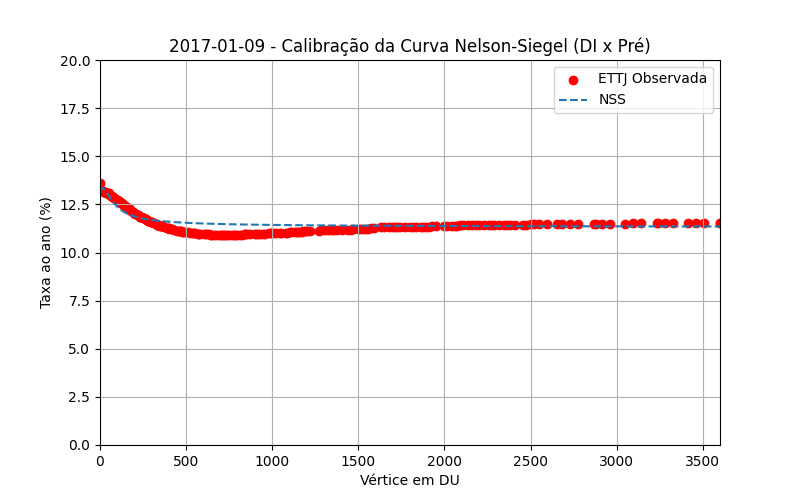 2017-01-09 - Calibração da Curva Nelson-Siegel (DI x Pré)
20.0
17.5
15.0
12.5
10.0
7.5
5.0
2.5
0.0
Taxa ao ano (%)
ETTJ Observada
NSS
0 500 1000 1500 2000 2500 3000 3500
Vértice em DU